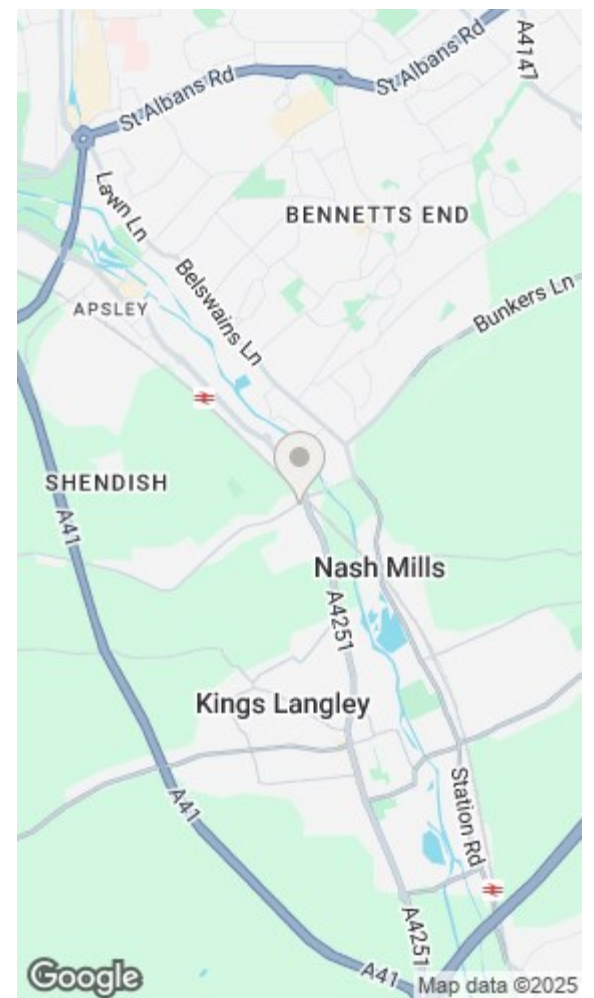 A4147
St Albans Rd
St Albans Rd
Lawn Ln
BENNETTS END
Belswains Ln
Bunkers Ln
APSLEY
SHENDISH
A41
Nash Mills
A4251
Kings Langley
Station Rd
A41
A4251
A41
Google
Map data ©2025